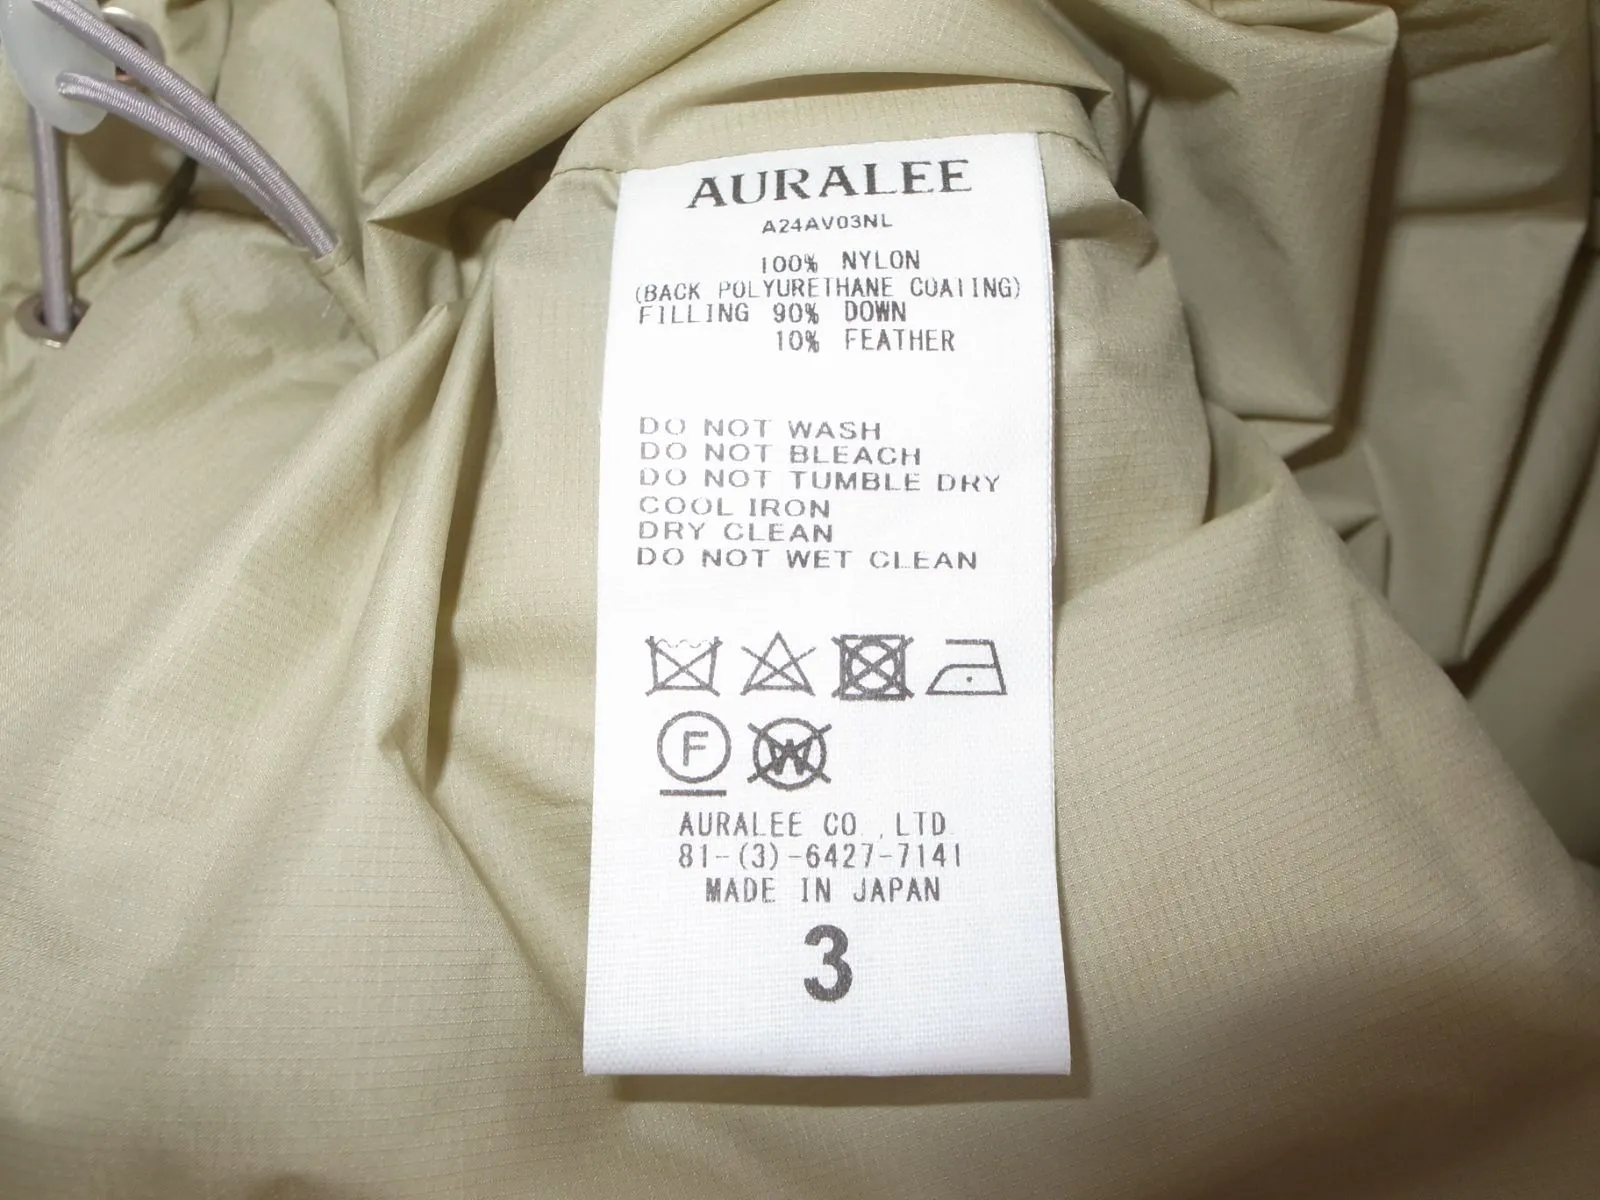 AURALEE
A24AV03NL
100% NYLON
(BACK POLYURETHANE COATING)
FILLING 90% DOWN
10% FEATHER
DO NOT WASH
DO NOT BLEACH
DO NOT TUMBLE DRY
COOL IRON
DRY CLEAN
DO NOT WET CLEAN
F W
AURALEE CO.,LTD.
81-(3)-6427-7141
MADE IN JAPAN
3